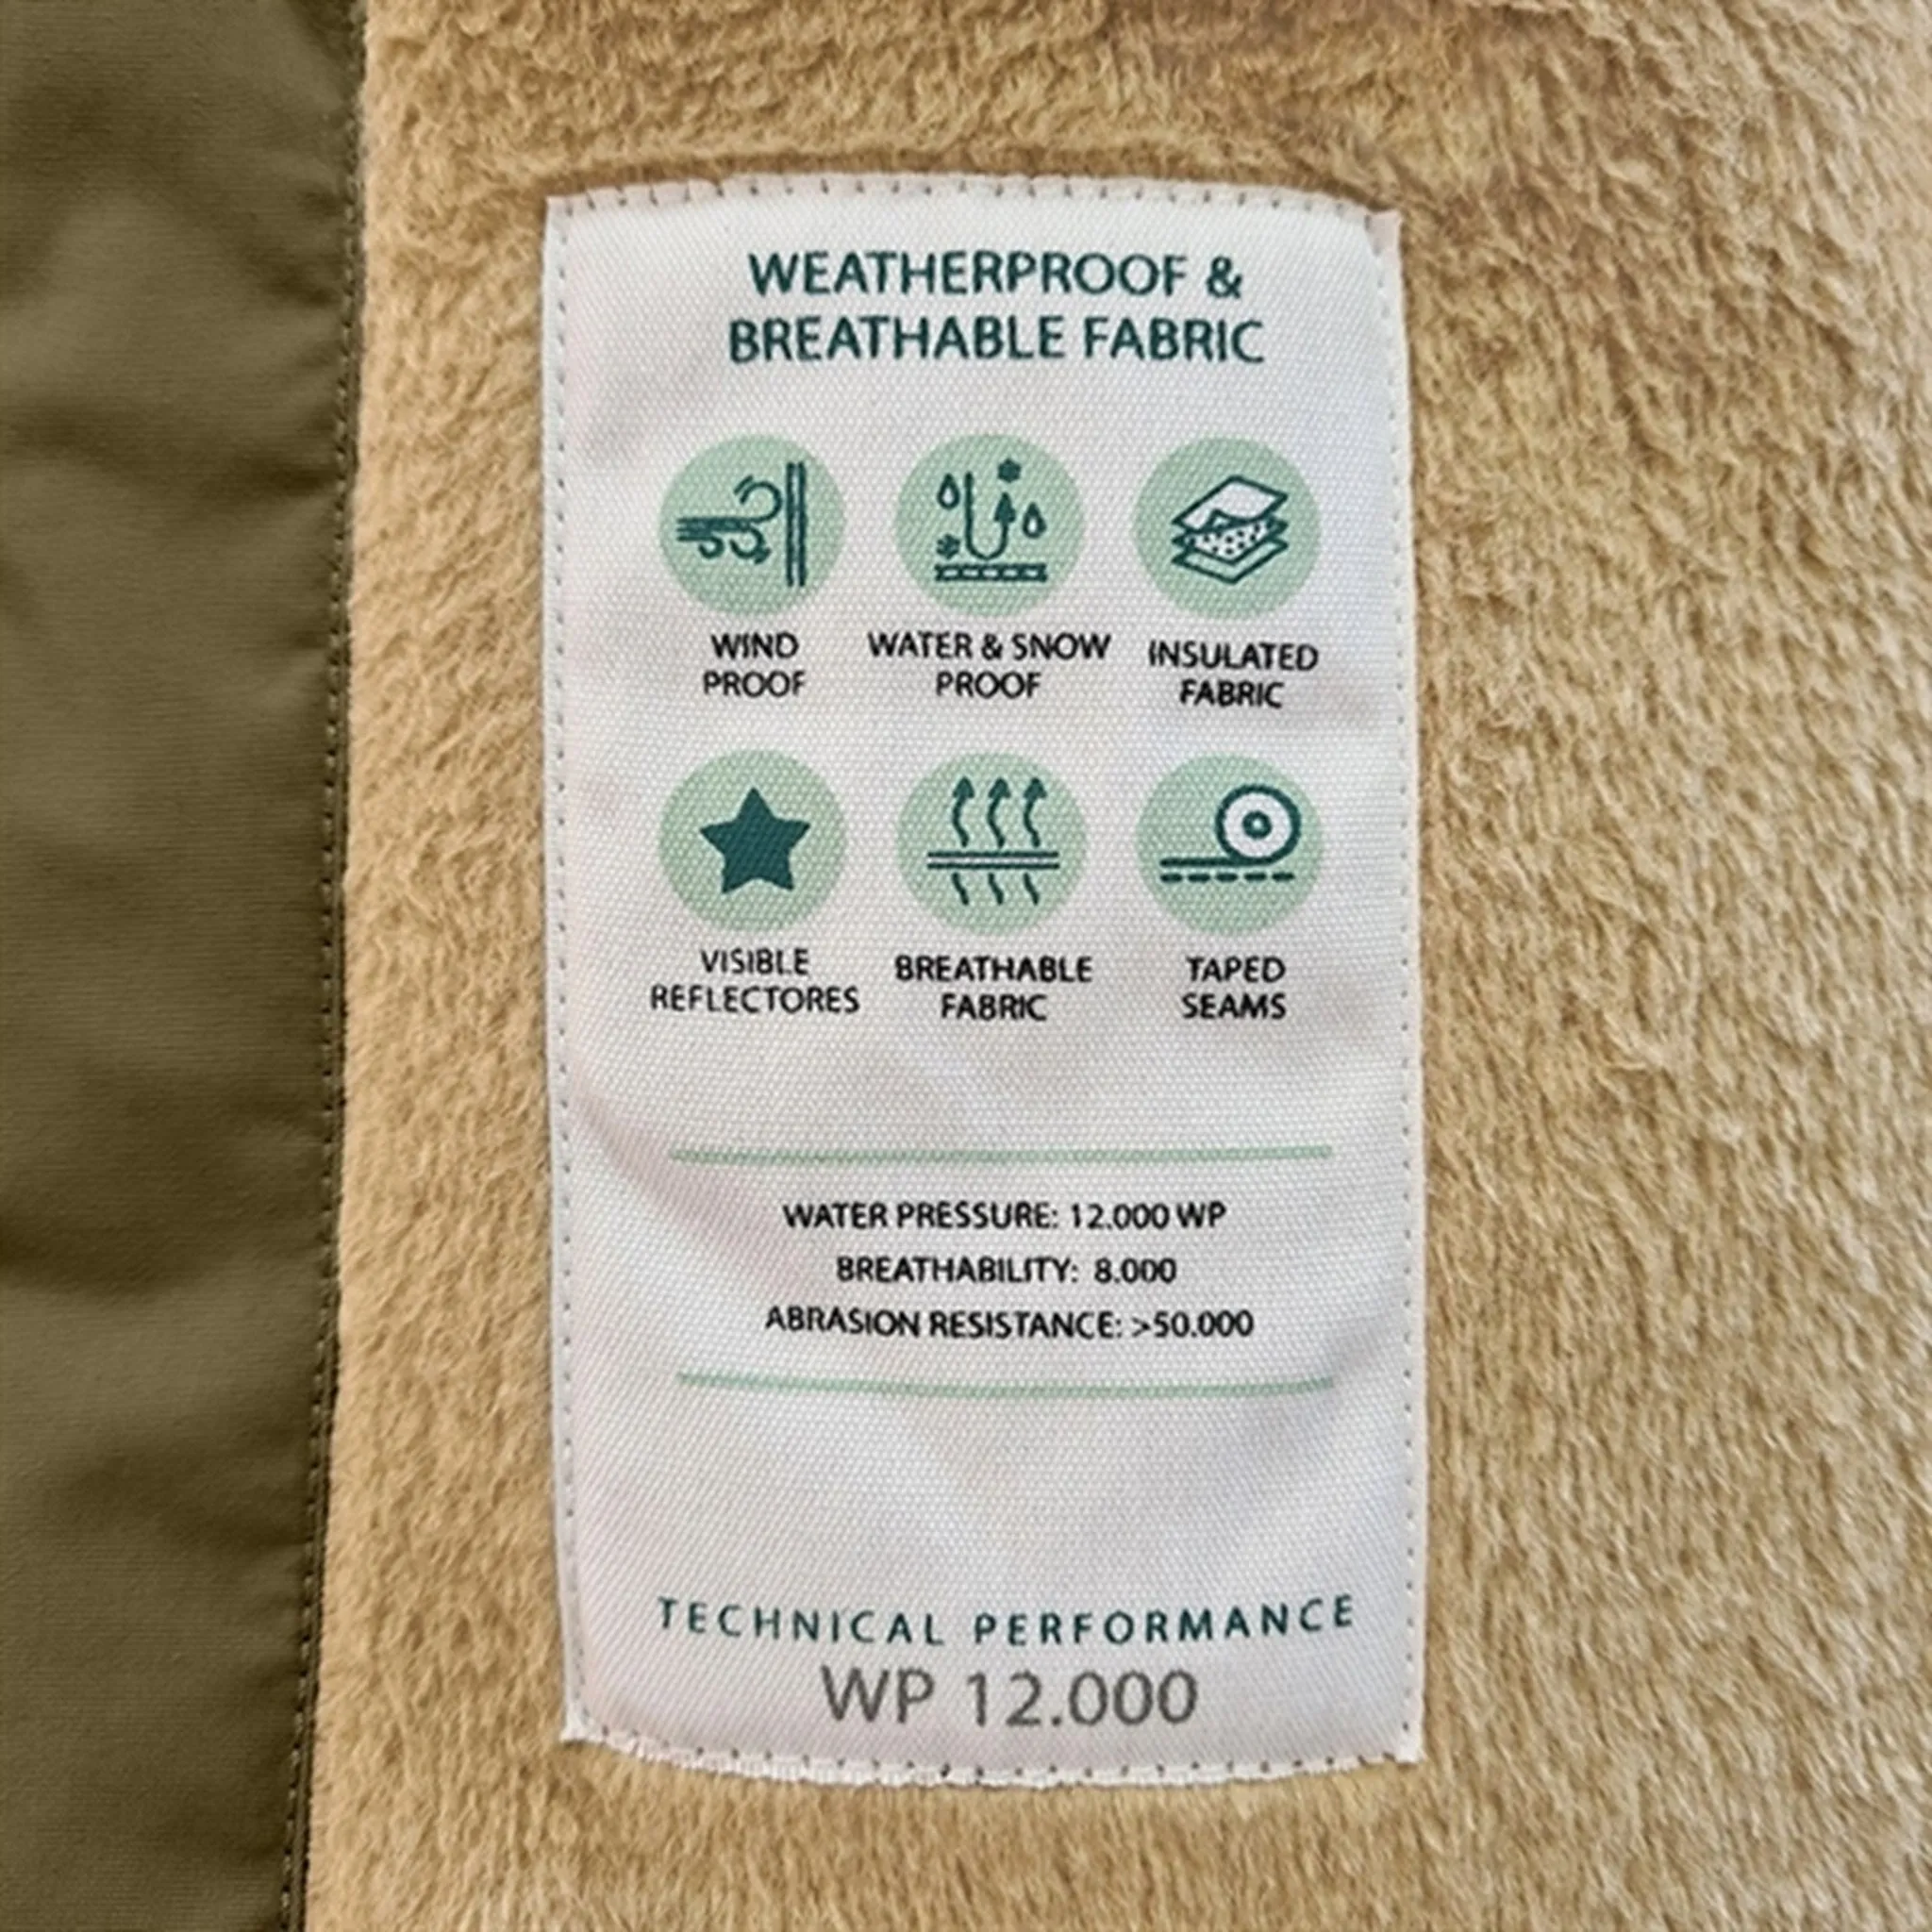 WEATHERPROOF &
BREATHABLE FABRIC
WIND
PROOF
WATER & SNOW
PROOF
INSULATED
FABRIC
VISIBLE
REFLECTORES
BREATHABLE
FABRIC
TAPED
SEAMS
WATER PRESSURE: 12.000 WP
BREATHABILITY: 8.000
ABRASION RESISTANCE: >50.000
TECHNICAL PERFORMANCE
WP 12.000